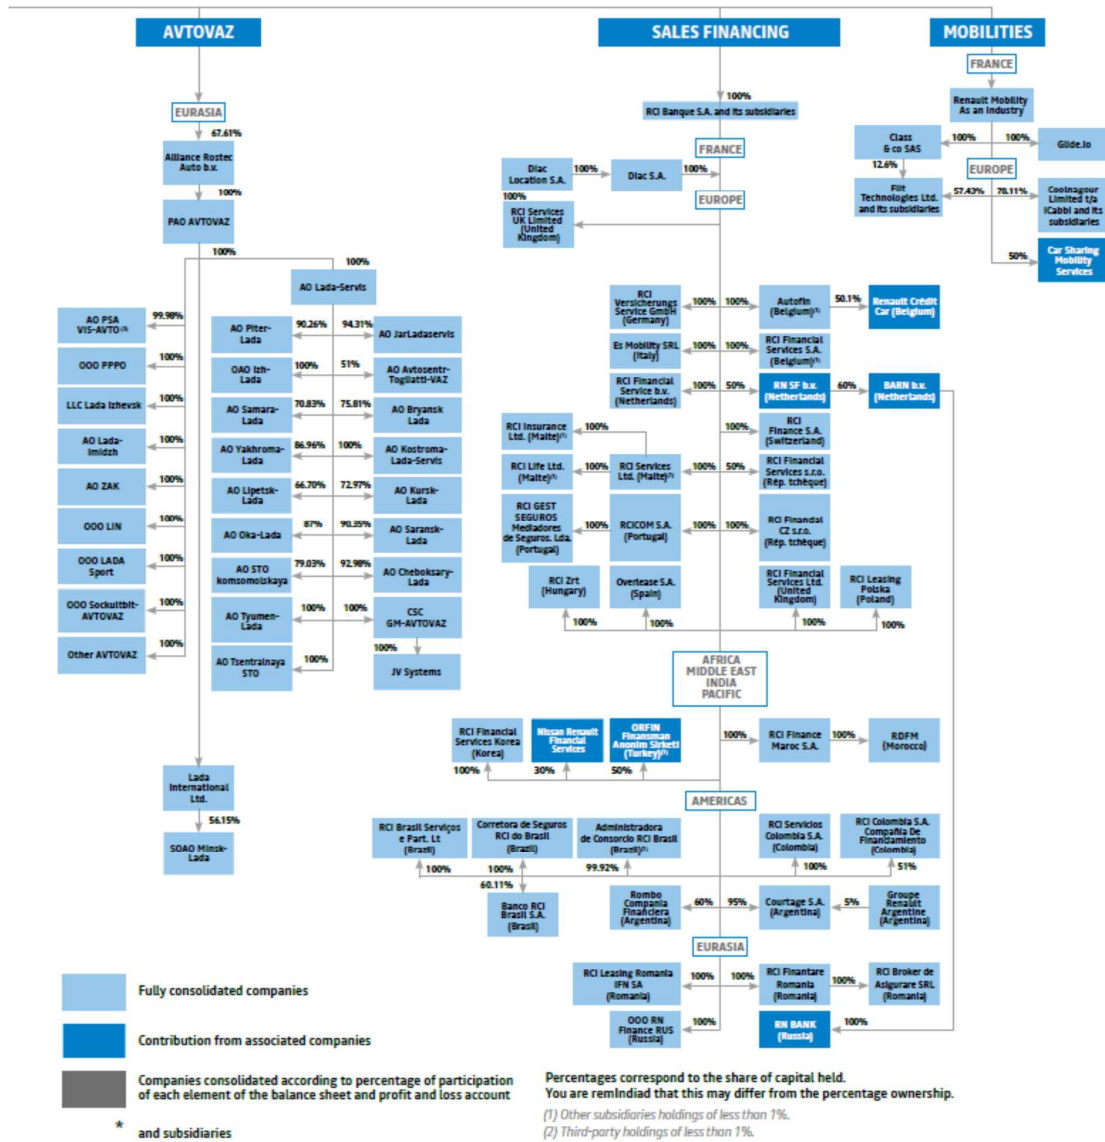 AVTOVAZ
SALES FINANCING
MOBILITIES
EURASIA
67.61%
Alliance Rostec
Auto b.v.
100%
PAO AVTOVAZ
100%
100%
AO Lada-Servis
AO PSA
VIS-AVTO (2)
99.98%
OOO PPPO
100%
LLC Lada Izhevsk
100%
AO Lada-
Imidzh
100%
AO ZAK
100%
OOO LIN
100%
OOO LADA
Sport
100%
OOO Sockultbit-
AVTOVAZ
100%
Other AVTOVAZ
100%
AO Piter-
Lada
90.26% 94.31%
AO JarLadaservis
OAO Izh-
Lada
100% 51%
AO Avtosentr-
Togliatti-VAZ
AO Samara-
Lada
70.83% 75.81%
AO Bryansk
Lada
AO Yakhroma-
Lada
86.96% 100%
AO Kostroma-
Lada-Servis
AO Lipetsk-
Lada
66.70% 72.97%
AO Kursk-
Lada
AO Oka-Lada
87% 90.35%
AO Saransk-
Lada
AO STO
komsomolskaya
79.03% 92.98%
AO Cheboksary-
Lada
AO Tyumen-
Lada
100% 100%
CSC
GM-AVTOVAZ
AO Tsentralnaya
STO
100%
100%
JV Systems
Lada
International
Ltd.
56.15%
SOAO Minsk-
Lada
100%
RCI Banque S.A. and its subsidiaries
FRANCE
Diac
Location S.A.
100%
Diac S.A.
100%
EUROPE
100%
RCI Services
UK Limited
(United
Kingdom)
RCI
Versicherungs
Service GmbH
(Germany)
100% 100%
Autofin
(Belgium)(1)
50.1%
Renault Crédit
Car (Belgium)
Es Mobility SRL
(Italy)
100% 100%
RCI Financial
Services S.A.
(Belgium)(1)
RCI Financial
Service b.v.
(Netherlands)
100% 50%
RN SF b.v.
(Netherlands)
60%
BARN b.v.
(Netherlands)
RCI Insurance
Ltd. (Malte)(1)
100%
100%
RCI
Finance S.A.
(Switzerland)
RCI Life Ltd.
(Malte)(1)
100%
RCI Services
Ltd. (Malte)(1)
100% 50%
RCI Financial
Services s.r.o.
(Rép. tchèque)
RCI GEST
SEGUROS
Mediadores
de Seguros. Lda.
(Portugal)
100%
RCICOM S.A.
(Portugal)
100% 100%
RCI Financial
CZ s.r.o.
(Rép. tchèque)
RCI Zrt
(Hungary)
Overlease S.A.
(Spain)
RCI Financial
Services Ltd.
(United
Kingdom)
RCI Leasing
Polska
(Poland)
100% 100% 100% 100%
AFRICA
MIDDLE EAST
INDIA
PACIFIC
RCI Financial
Services Korea
(Korea)
Nissan Renault
Financial
Services
ORFIN
Finansman
Anonim Sirketi
(Turkey)(1)
100%
RCI Finance
Maroc S.A.
100%
RDFM
(Morocco)
100% 30% 50%
AMERICAS
RCI Brasil Serviços
e Part. Lt
(Brazil)
Corretora de Seguros
RCI do Brasil
(Brazil)
Administradora
de Consorcio RCI Brasil
(Brazil)(1)
RCI Servicios
Colombia S.A.
(Colombia)
RCI Colombia S.A.
Compañia De
Financiamiento
(Colombia)
100% 100% 99.92% 100% 51%
60.11%
Banco RCI
Brasil S.A.
(Brasil)
Rombo
Compania
Financiera
(Argentina)
60% 95%
Courtage S.A.
(Argentina)
5%
Groupe
Renault
Argentine
(Argentina)
EURASIA
RCI Leasing Romania
IFN SA
(Romania)
100% 100%
RCI Finantare
Romania
(Romania)
100%
RCI Broker de
Asigurare SRL
(Romania)
OOO RN
Finance RUS
(Russia)
100%
RN BANK
(Russia)
100%
FRANCE
Renault Mobility
As an Industry
Class
& co SAS
100% 100%
Glide.io
12.6%
EUROPE
Flit
Technologies Ltd.
and its subsidiaries
57.43% 78.11%
Coolnagour
Limited t/a
iCabbi and its
subsidiaries
50%
Car Sharing
Mobility
Services
Fully consolidated companies
Contribution from associated companies
Companies consolidated according to percentage of participation
of each element of the balance sheet and profit and loss account
* and subsidiaries
Percentages correspond to the share of capital held.
You are remIndiad that this may differ from the percentage ownership.
(1) Other subsidiaries holdings of less than 1%.
(2) Third-party holdings of less than 1%.